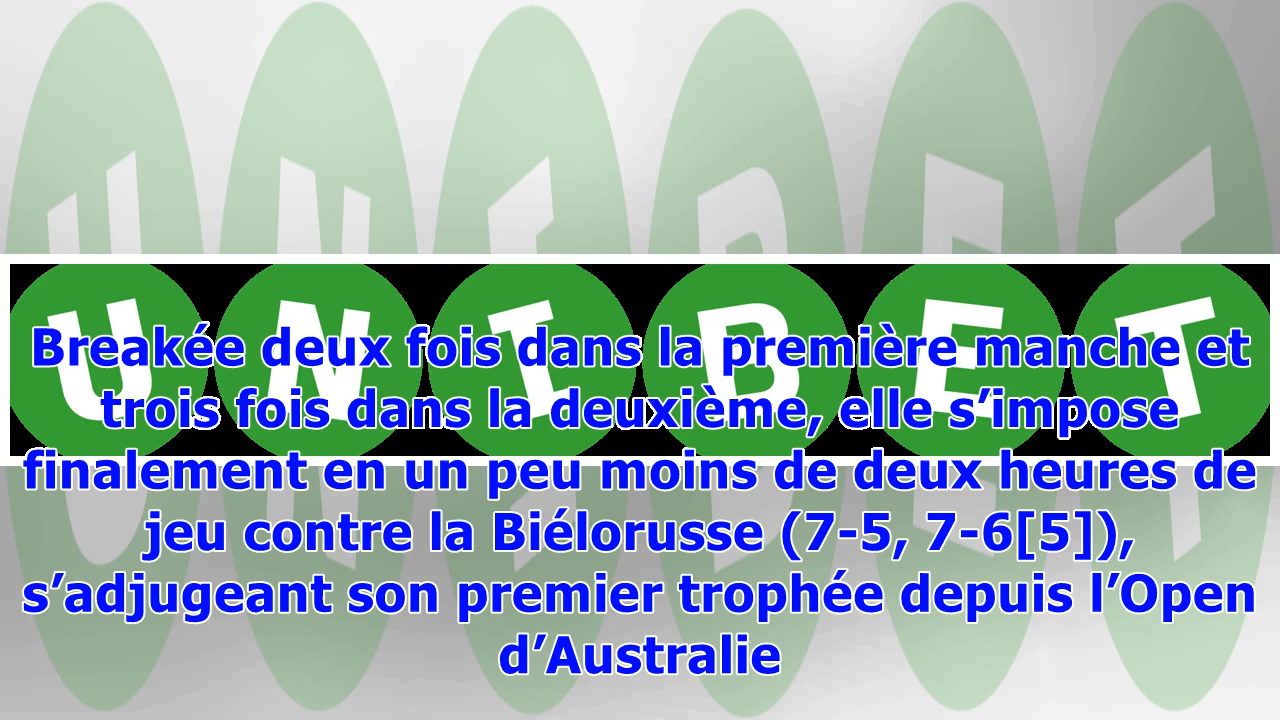 UNIBET
Breakée deux fois dans la première manche et
trois fois dans la deuxième, elle s’impose
finalement en un peu moins de deux heures de
jeu contre la Biélorusse (7-5, 7-6[5]),
s’adjugeant son premier trophée depuis l’Open
d’Australie